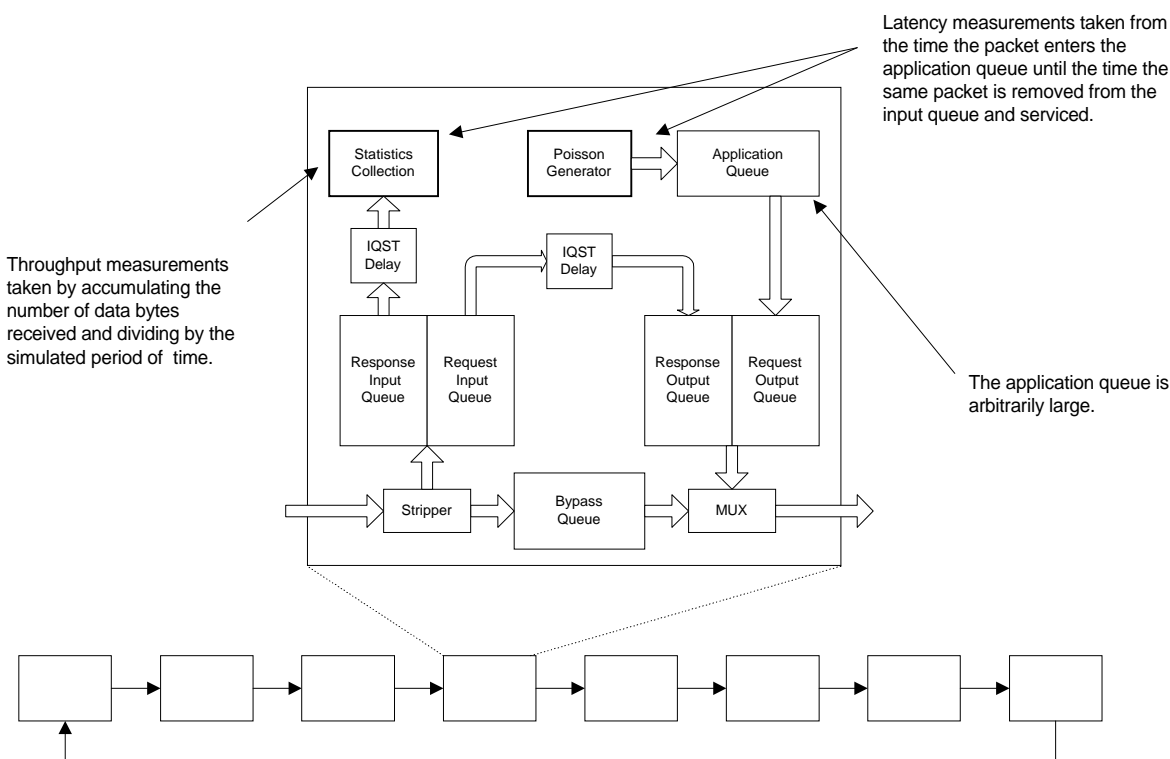 Latency measurements taken from
the time the packet enters the
application queue until the time the
same packet is removed from the
input queue and serviced.
Statistics
Collection
Poisson
Generator
Application
Queue
IQST
Delay
IQST
Delay
Throughput measurements
taken by accumulating the
number of data bytes
received and dividing by the
simulated period of time.
Response
Input
Queue
Request
Input
Queue
Response
Output
Queue
Request
Output
Queue
The application queue is
arbitrarily large.
Stripper
Bypass
Queue
MUX